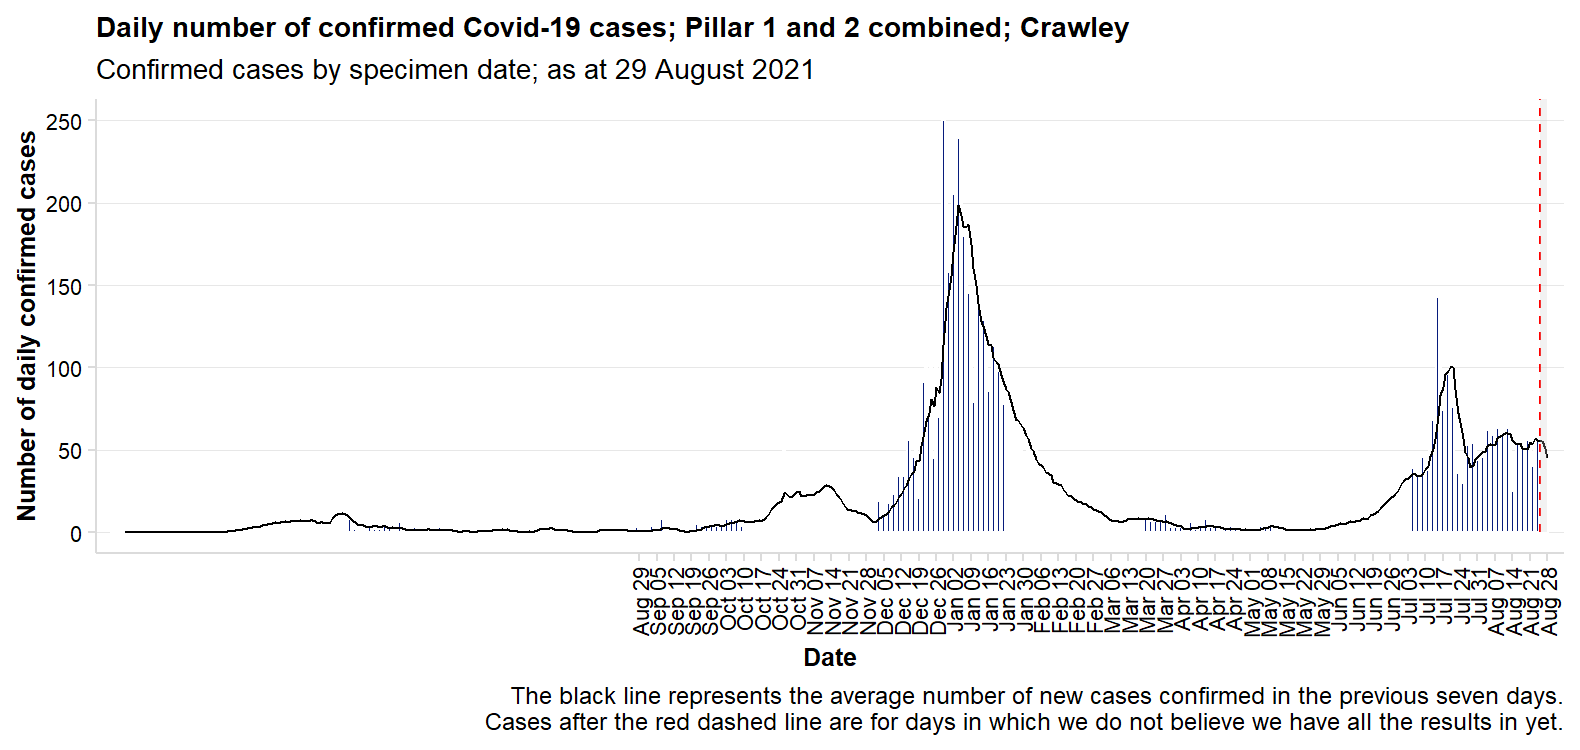 Daily number of confirmed Covid-19 cases; Pillar 1 and 2 combined; Crawley
Confirmed cases by specimen date; as at 29 August 2021
Number of daily confirmed cases
250
200
150
100
50
0
Aug 29
Sep 05
Sep 12
Sep 19
Sep 26
Oct 03
Oct 10
Oct 17
Oct 24
Oct 31
Nov 07
Nov 14
Nov 21
Nov 28
Dec 05
Dec 12
Dec 19
Dec 26
Jan 02
Jan 09
Jan 16
Jan 23
Jan 30
Feb 06
Feb 13
Feb 20
Feb 27
Mar 06
Mar 13
Mar 20
Mar 27
Apr 03
Apr 10
Apr 17
Apr 24
May 01
May 08
May 15
May 22
May 29
Jun 05
Jun 12
Jun 19
Jun 26
Jul 03
Jul 10
Jul 17
Jul 24
Jul 31
Aug 07
Aug 14
Aug 21
Aug 28
Date
The black line represents the average number of new cases confirmed in the previous seven days.
Cases after the red dashed line are for days in which we do not believe we have all the results in yet.